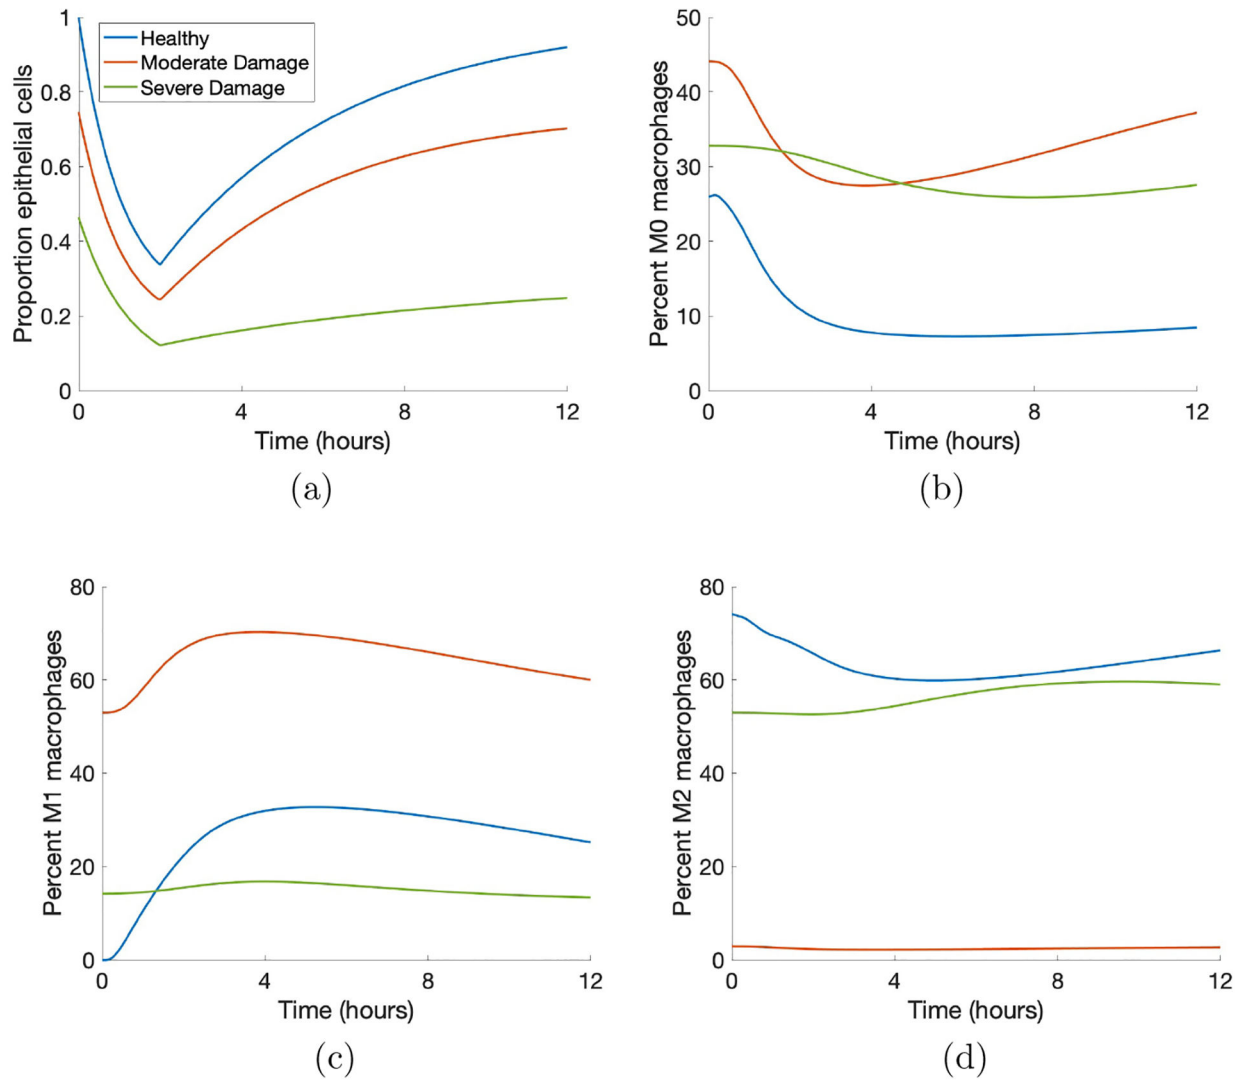 Proportion epithelial cells
1
0.8
0.6
0.4
0.2
0
Healthy
Moderate Damage
Severe Damage
0 4 8 12
Time (hours)
(a)
Percent M0 macrophages
50
40
30
20
10
0
0 4 8 12
Time (hours)
(b)
Percent M1 macrophages
80
60
40
20
0
0 4 8 12
Time (hours)
(c)
Percent M2 macrophages
80
60
40
20
0
0 4 8 12
Time (hours)
(d)